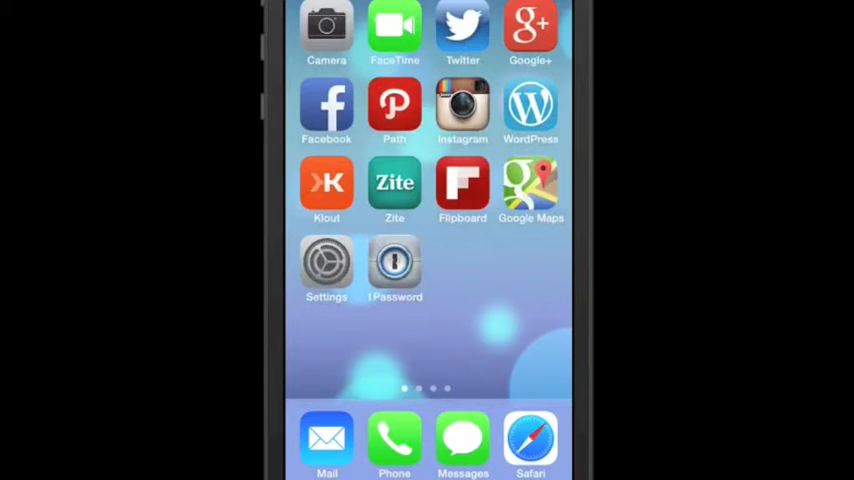 Camera FaceTime Twitter Google+
Facebook Path Instagram WordPress
Zite
Klout Zite Flipboard Google Maps
Settings 1Password
Mail Phone Messages Safari